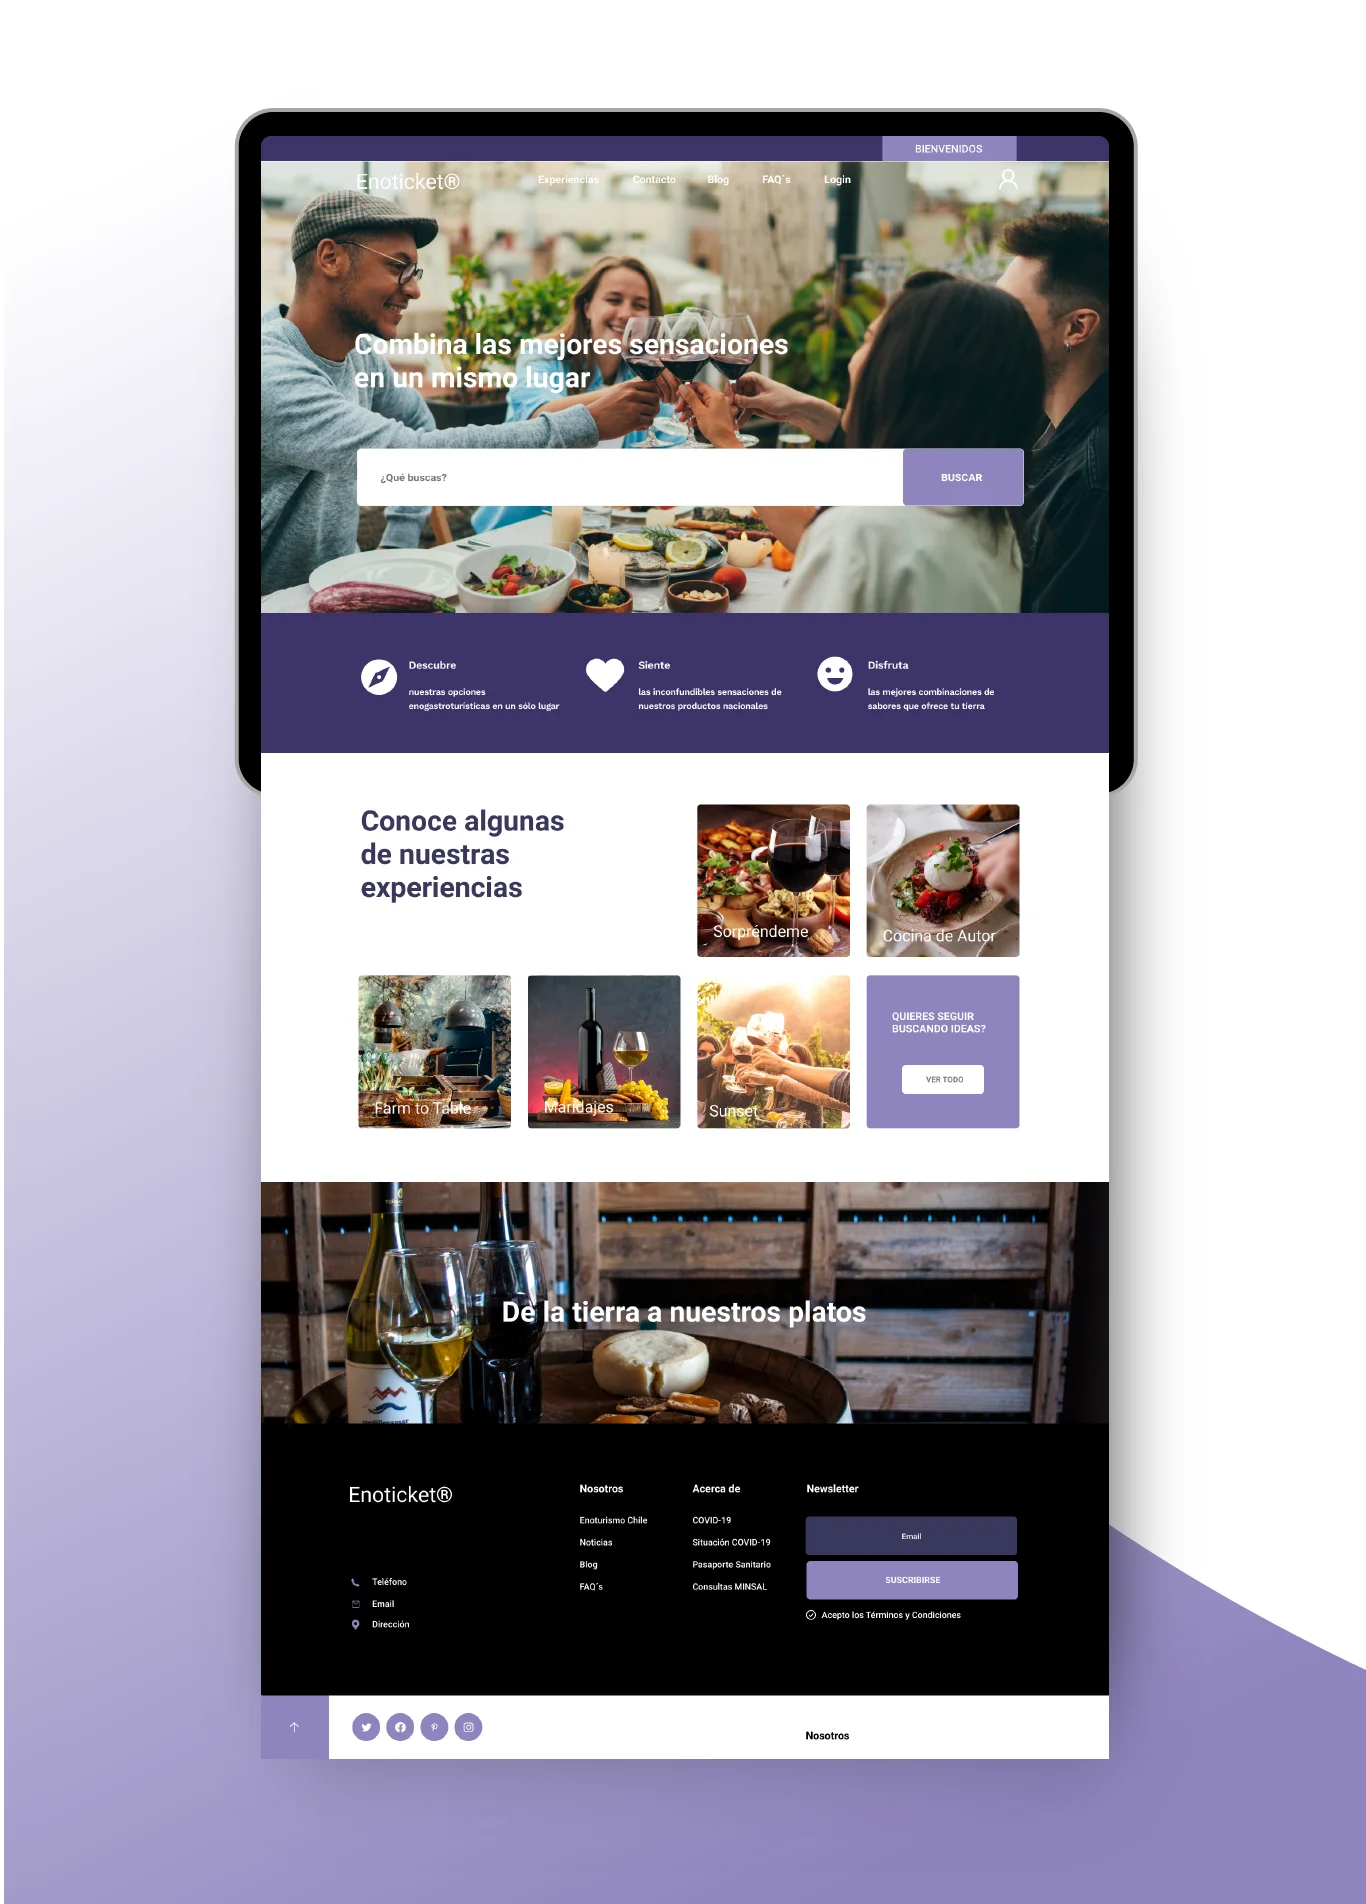 BIENVENIDOS
Enoticket®
Experiencias
Contacto
Blog
FAQ´s
Login
Combina las mejores sensaciones
en un mismo lugar
¿Qué buscas?
BUSCAR
Descubre
nuestras opciones
enogastroturísticas en un sólo lugar
Siente
las inconfundibles sensaciones de
nuestros productos nacionales
Disfruta
las mejores combinaciones de
sabores que ofrece tu tierra
Conoce algunas
de nuestras
experiencias
Sorpréndeme
Cocina de Autor
Farm to Table
Maridajes
Sunset
QUIERES SEGUIR
BUSCANDO IDEAS?
VER TODO
De la tierra a nuestros platos
Enoticket®
Teléfono
Email
Dirección
Nosotros
Enoturismo Chile
Noticias
Blog
FAQ´s
Acerca de
COVID-19
Situación COVID-19
Pasaporte Sanitario
Consultas MINSAL
Newsletter
Email
SUSCRIBIRSE
Acepto los Términos y Condiciones
Nosotros